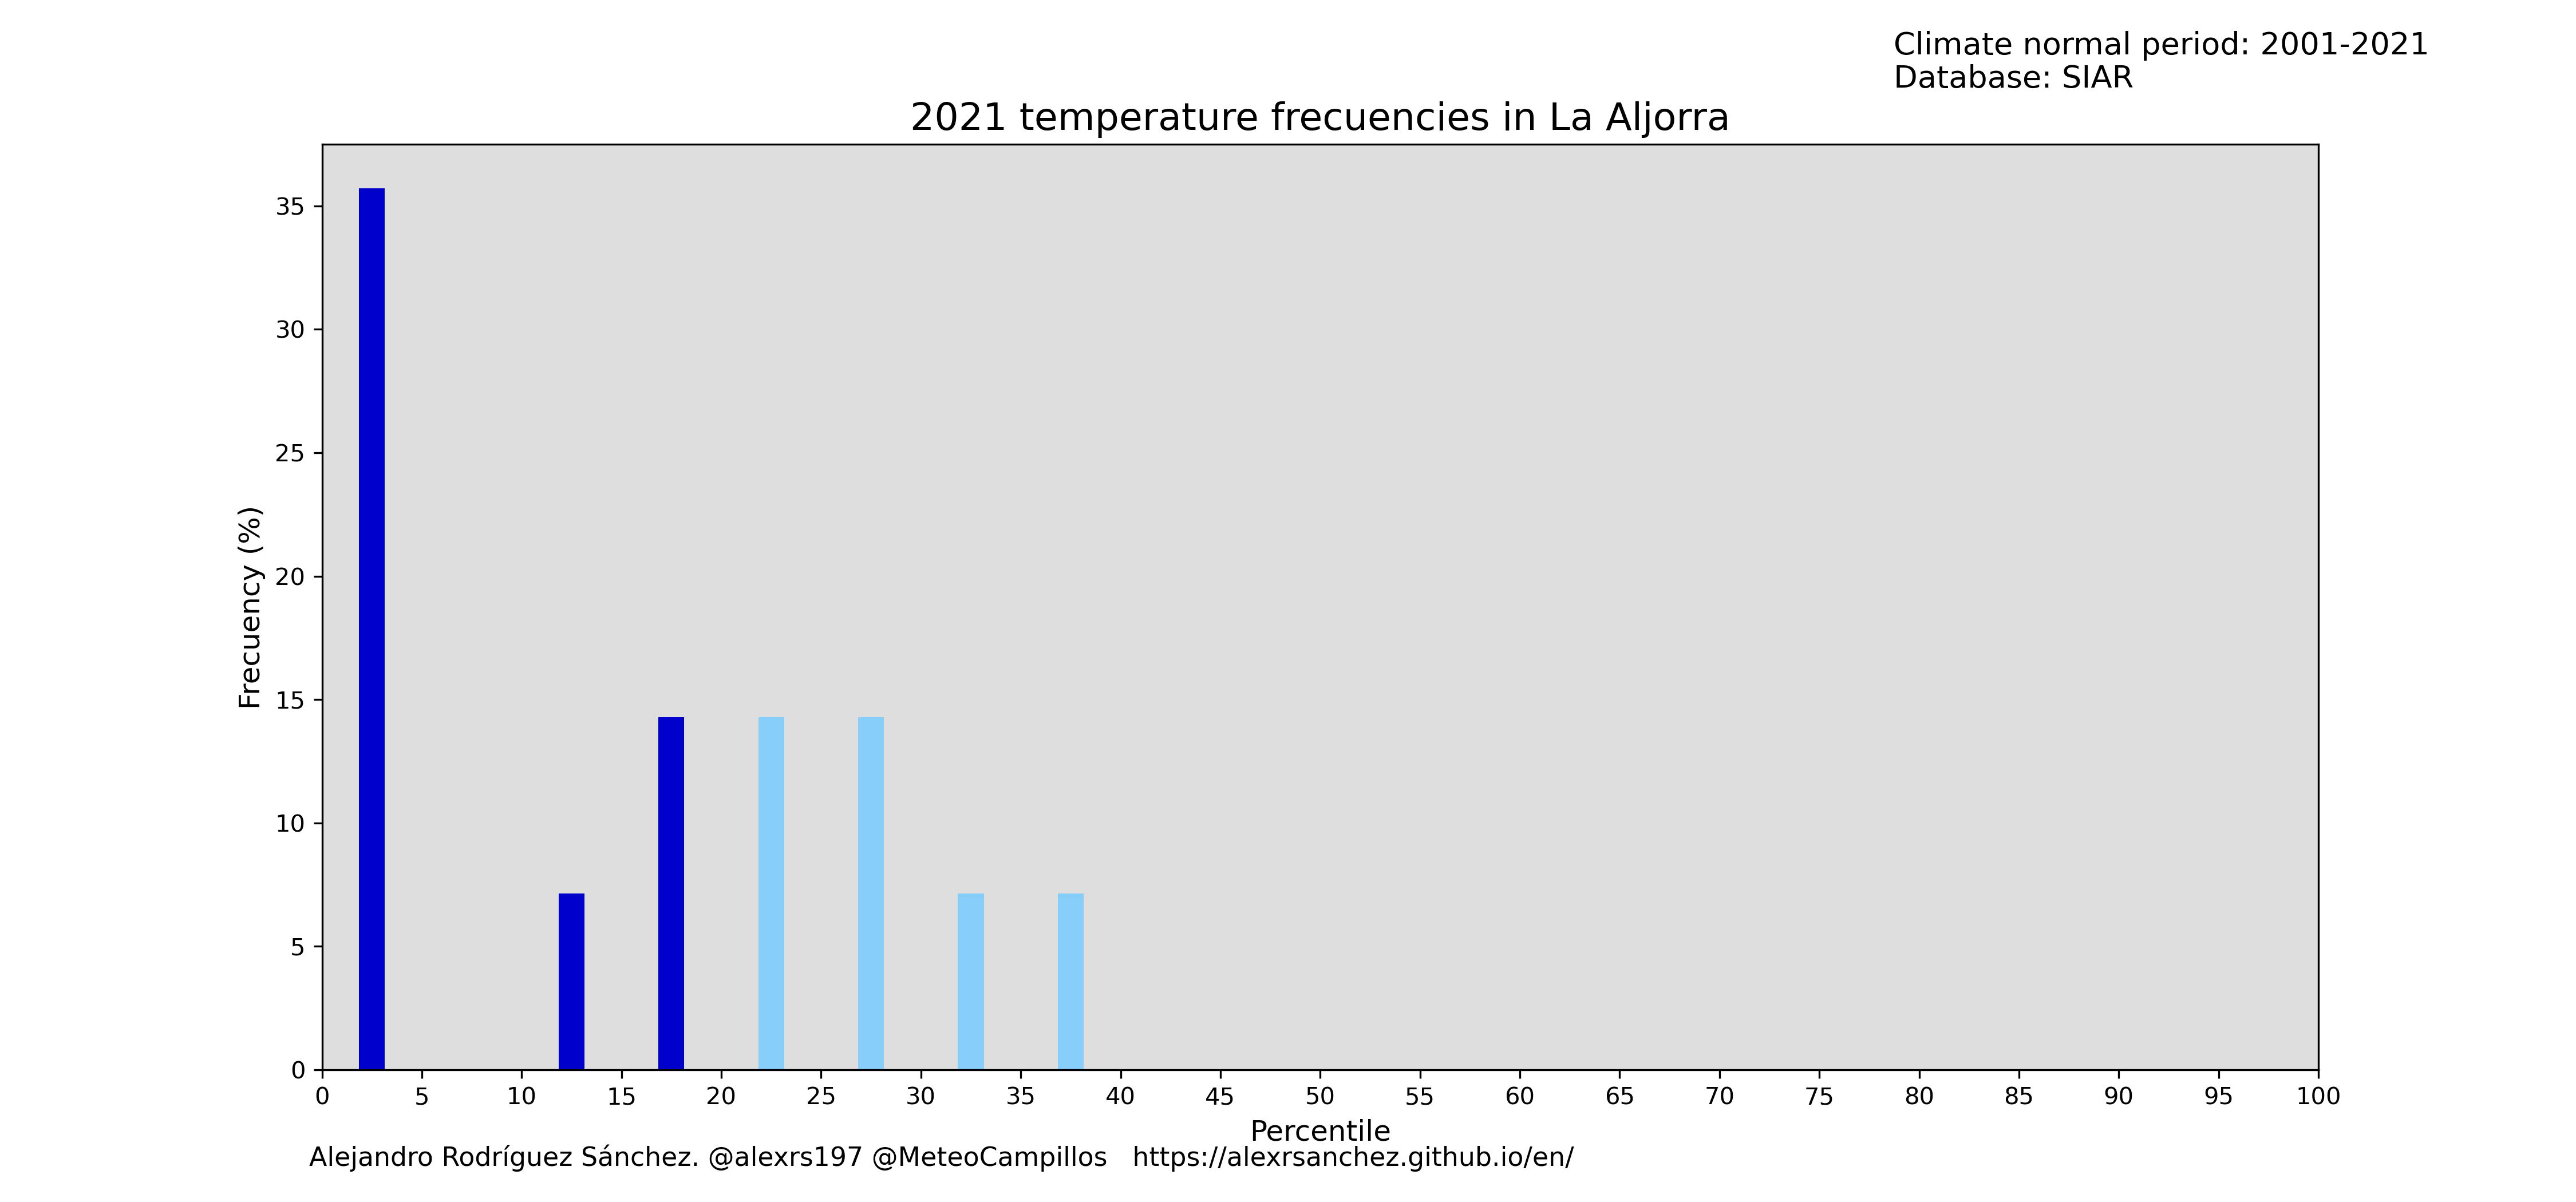 Climate normal period: 2001-2021
Database: SIAR
2021 temperature frecuencies in La Aljorra
Frecuency (%)
35
30
25
20
15
10
5
0
0 5 10 15 20 25 30 35 40 45 50 55 60 65 70 75 80 85 90 95 100
Percentile
Alejandro Rodríguez Sánchez. @alexrs197 @MeteoCampillos https://alexrsanchez.github.io/en/